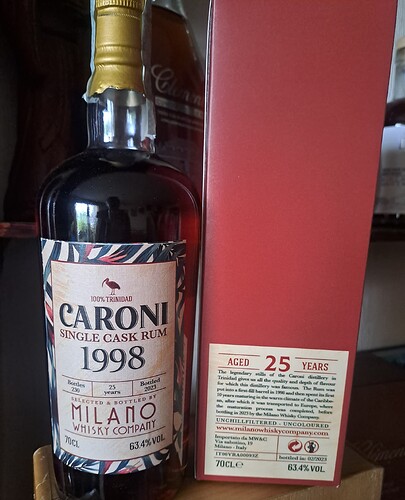 100% TRINIDAD
CARONI
SINGLE CASK RUM
1998
Bottles
230
25
years
Bottled
2023
SELECTED & BOTTLED BY
MILANO
WHISKY COMPANY
70CL
63.4% VOL
AGED 25 YEARS
The legendary stills of the Caroni distillery in
Trinidad gives us all the quality and depth of flavour
for which the distillery was famous. The Rum was
put into a first-fill barrel in 1998 and then spent its first
10 years maturing in the warm climate of the Caribbe-
an, after which it was transported to Europe, where
the maturation process was completed, before
bottling in 2023 by the Milano Whisky Company.
UNCHILLFILTERED - UNCOLOURED
www.milanowhiskycompany.com
Importato da MW&C
Milano - Italy
bottled in: 02/2023
70CL e
63.4%VOL